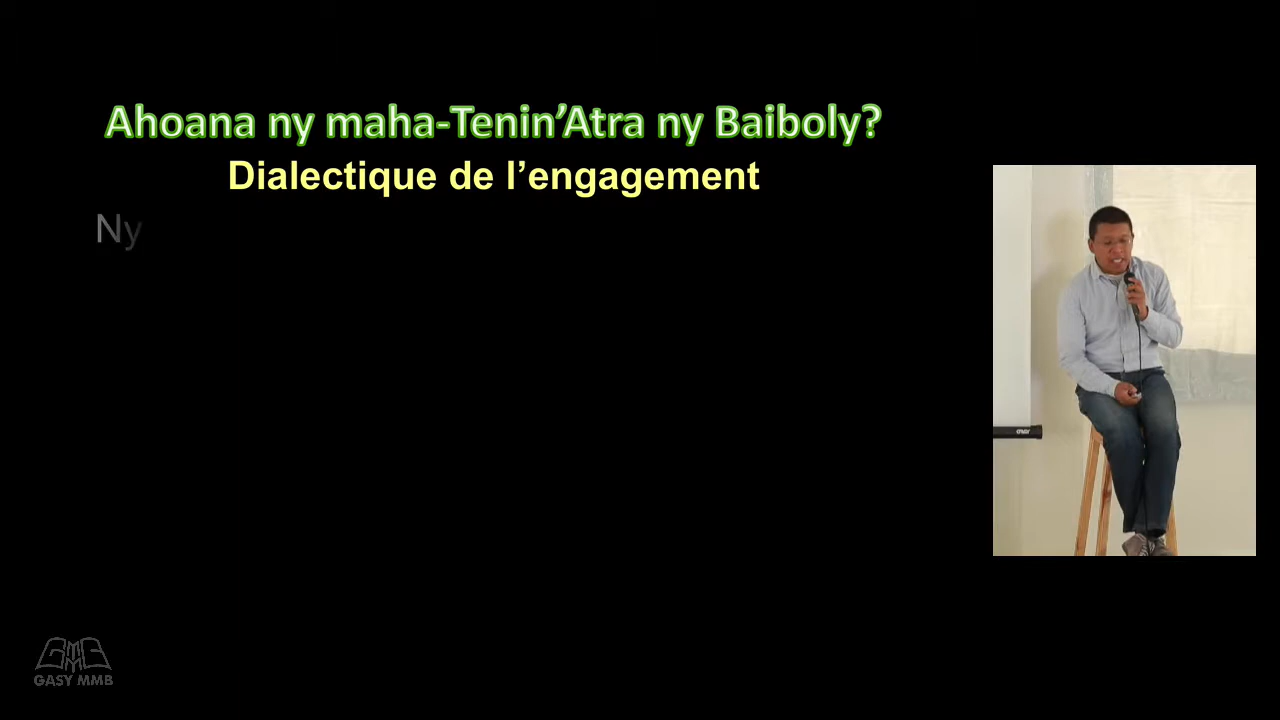 Ahoana ny maha-Tenin’Atra ny Baiboly?
Dialectique de l’engagement
Ny
GASY MMB